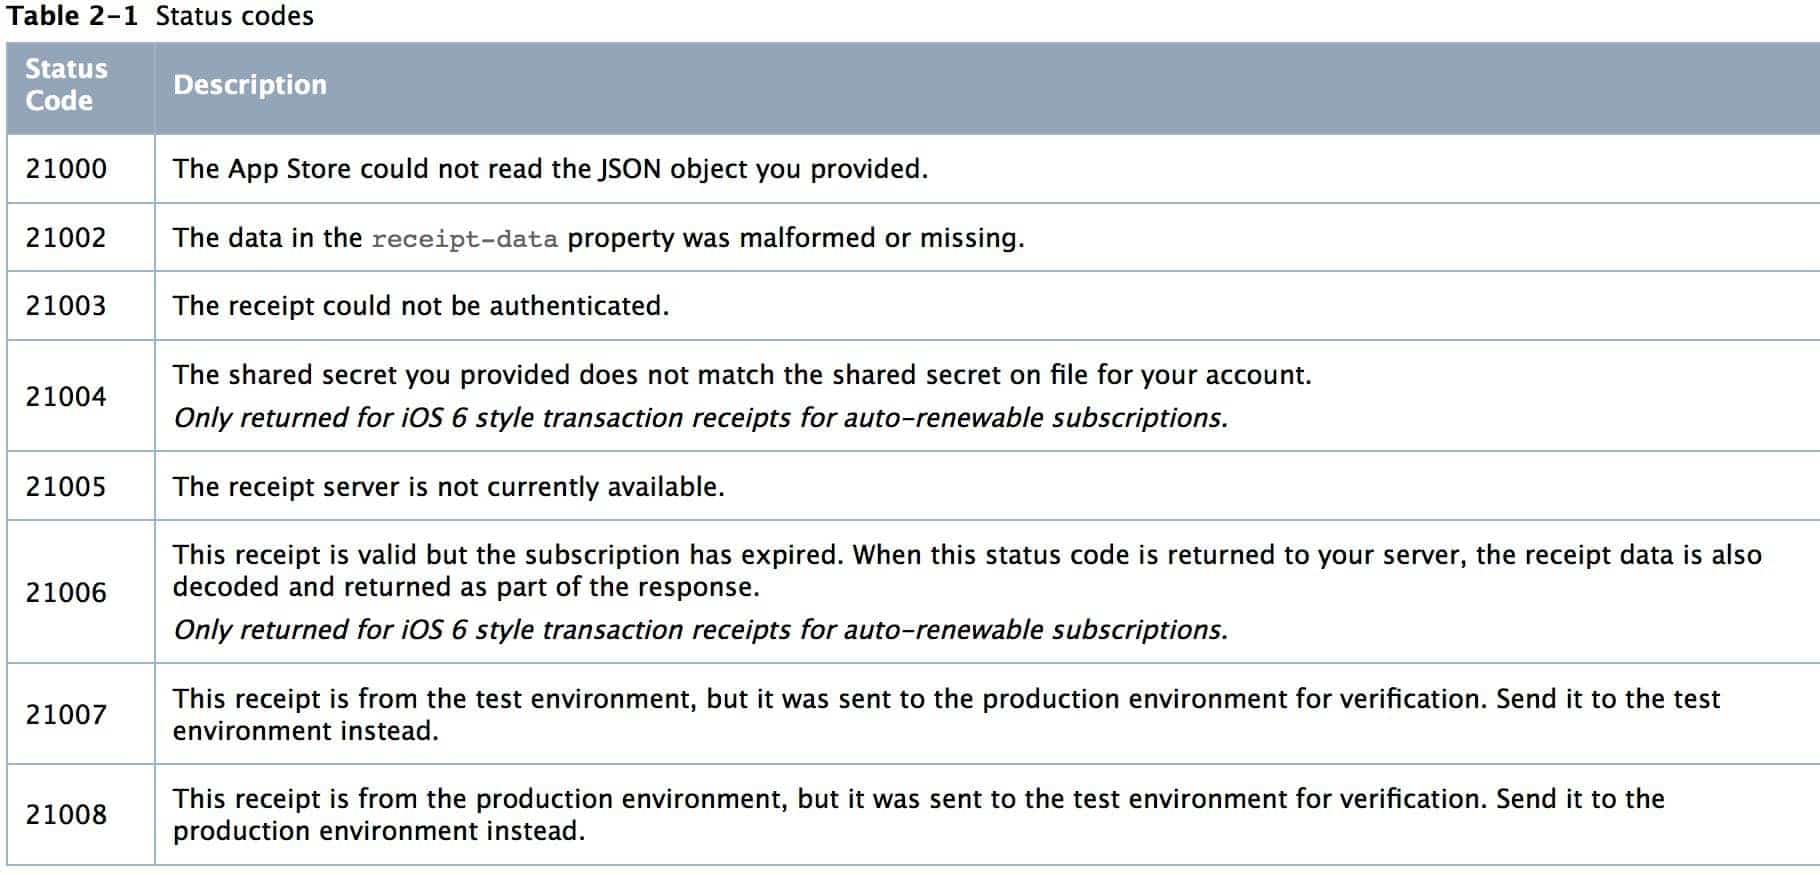 Table 2-1 Status codes
Status
Code
Description
21000
The App Store could not read the JSON object you provided.
21002
The data in the receipt-data property was malformed or missing.
21003
The receipt could not be authenticated.
21004
The shared secret you provided does not match the shared secret on file for your account.
Only returned for iOS 6 style transaction receipts for auto-renewable subscriptions.
21005
The receipt server is not currently available.
21006
This receipt is valid but the subscription has expired. When this status code is returned to your server, the receipt data is also
decoded and returned as part of the response.
Only returned for iOS 6 style transaction receipts for auto-renewable subscriptions.
21007
This receipt is from the test environment, but it was sent to the production environment for verification. Send it to the test
environment instead.
21008
This receipt is from the production environment, but it was sent to the test environment for verification. Send it to the
production environment instead.